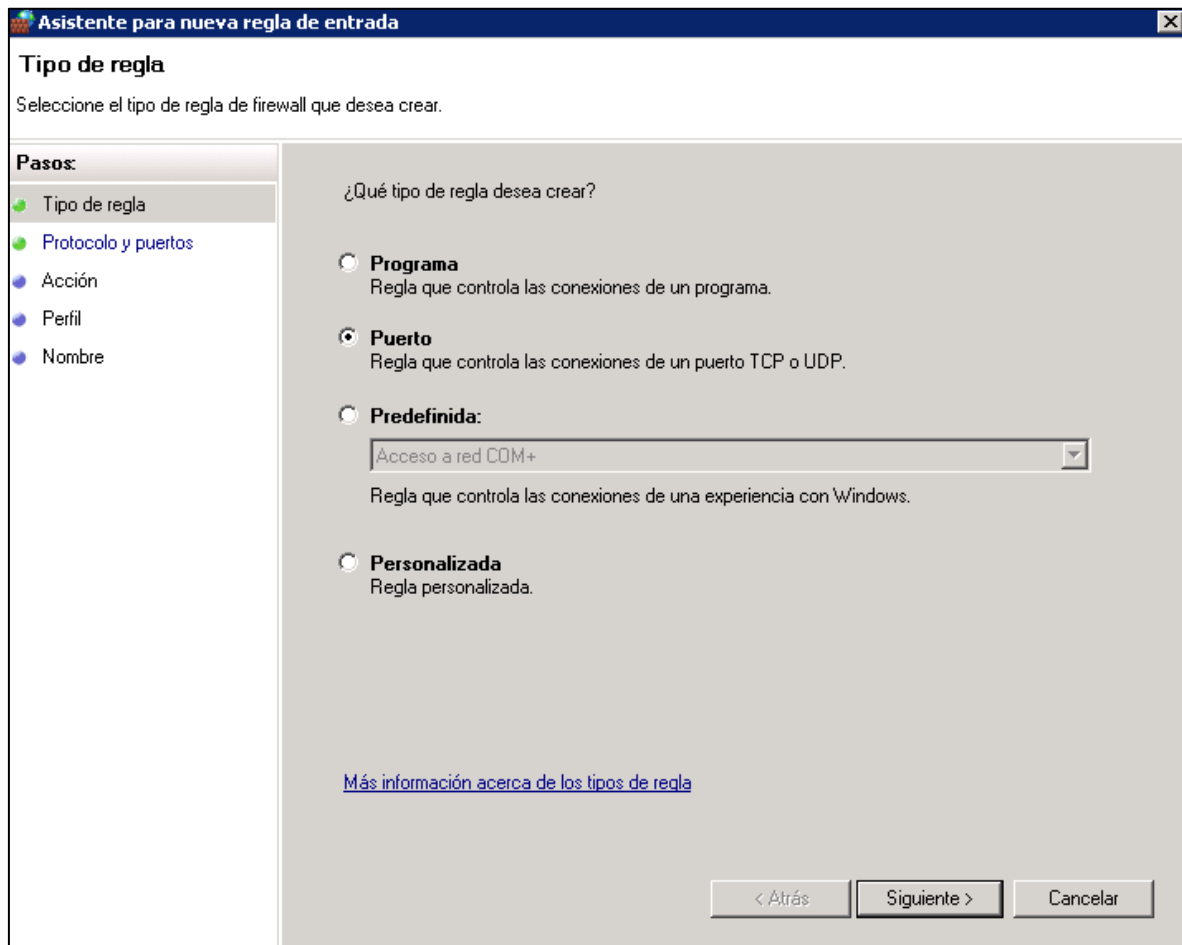 Asistente para nueva regla de entrada
Tipo de regla
Seleccione el tipo de regla de firewall que desea crear.
Pasos:
Tipo de regla
Protocolo y puertos
Acción
Perfil
Nombre
¿Qué tipo de regla desea crear?
Programa
Regla que controla las conexiones de un programa.
Puerto
Regla que controla las conexiones de un puerto TCP o UDP.
Predefinida:
Acceso a red COM+
Regla que controla las conexiones de una experiencia con Windows.
Personalizada
Regla personalizada.
Más información acerca de los tipos de regla
< Atrás
Siguiente >
Cancelar